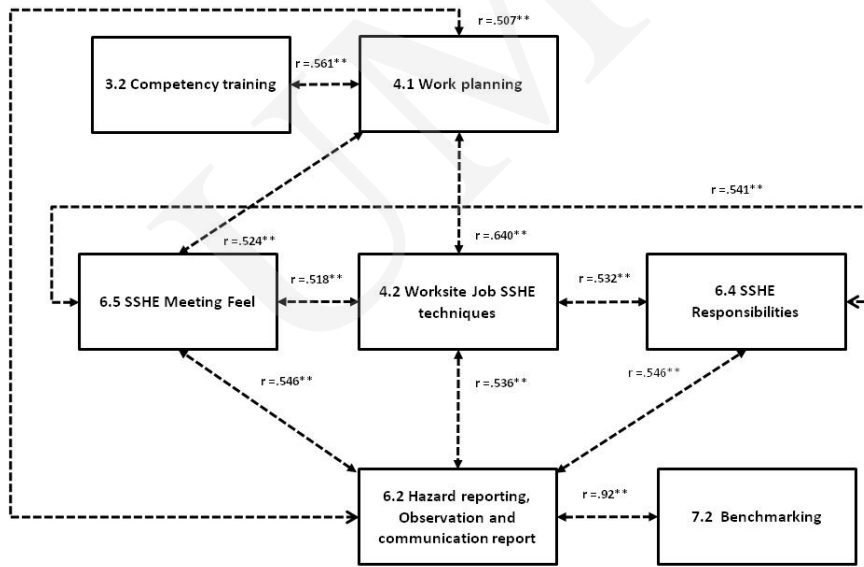 r =.507**
r =.561**
3.2 Competency training
4.1 Work planning
r=.541**
r =.524**
r =.640**
r =.518**
r =.532**
6.5 SSHE Meeting Feel
4.2 Worksite Job SSHE
techniques
6.4 SSHE
Responsibilities
r =.546**
r =.536**
r =.546**
6.2 Hazard reporting,
Observation and
communication report
r =.92**
7.2 Benchmarking
UM